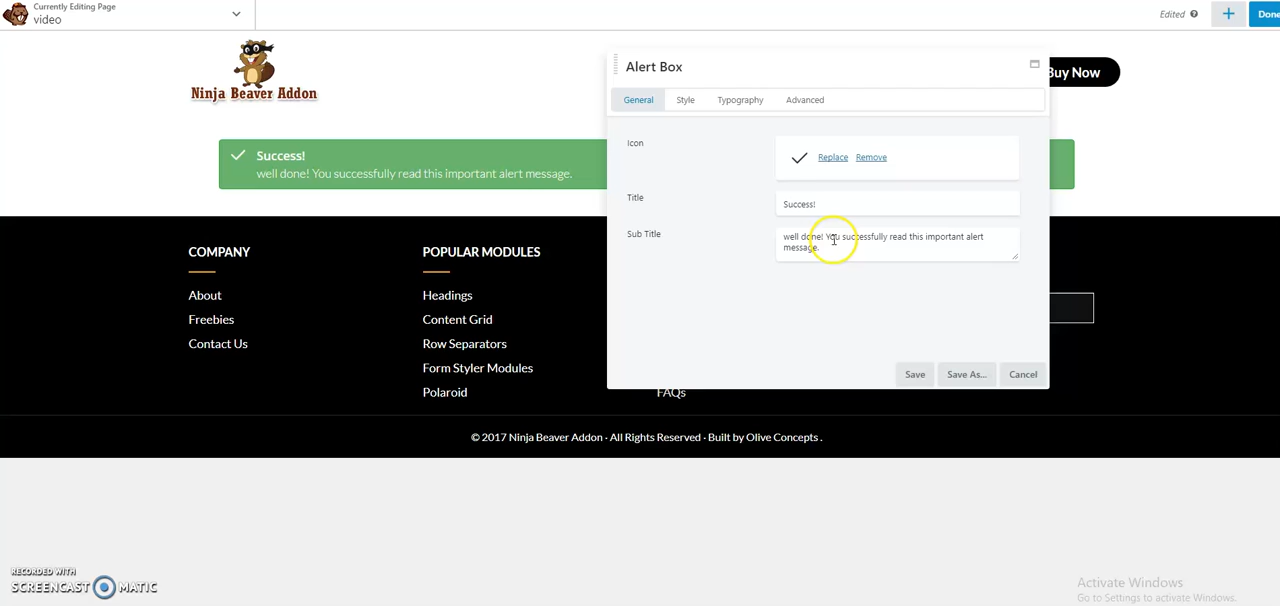 Currently Editing Page
video
Edited
Done
Ninja Beaver Addon
Buy Now
Alert Box
General
Style
Typography
Advanced
Icon
Replace
Remove
Title
Success!
Sub Title
well done! You successfully read this important alert
message.
Save
Save As...
Cancel
Success!
well done! You successfully read this important alert message.
COMPANY
About
Freebies
Contact Us
POPULAR MODULES
Headings
Content Grid
Row Separators
Form Styler Modules
Polaroid
FAQs
© 2017 Ninja Beaver Addon · All Rights Reserved · Built by Olive Concepts .
RECORDED WITH
SCREENCAST MATIC
Activate Windows
Go to Settings to activate Windows.